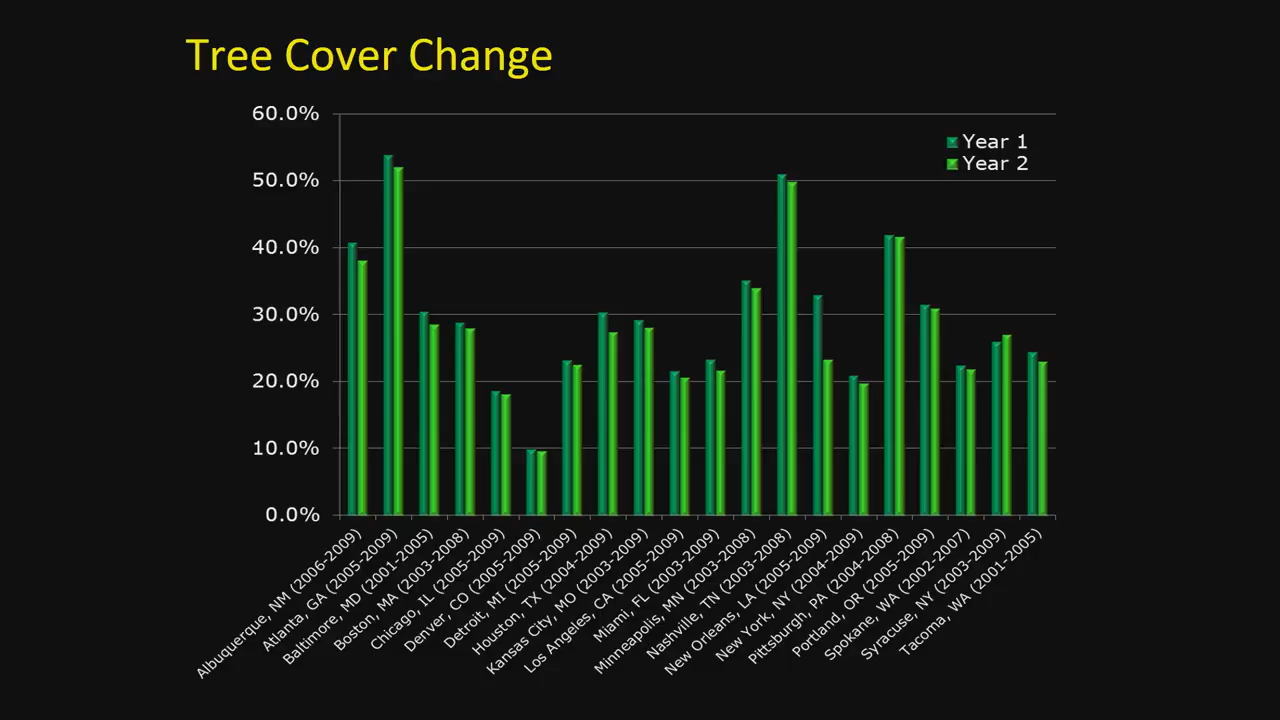 Tree Cover Change
60.0%
50.0%
40.0%
30.0%
20.0%
10.0%
0.0%
Year 1
Year 2
Albuquerque, NM (2006-2009)
Atlanta, GA (2005-2009)
Baltimore, MD (2001-2005)
Boston, MA (2003-2008)
Chicago, IL (2005-2009)
Denver, CO (2005-2009)
Detroit, MI (2005-2009)
Houston, TX (2004-2009)
Kansas City, MO (2003-2009)
Los Angeles, CA (2005-2009)
Miami, FL (2003-2009)
Minneapolis, MN (2003-2008)
Nashville, TN (2003-2008)
New Orleans, LA (2005-2009)
New York, NY (2004-2009)
Pittsburgh, PA (2004-2008)
Portland, OR (2005-2009)
Spokane, WA (2002-2007)
Syracuse, NY (2003-2009)
Tacoma, WA (2001-2005)